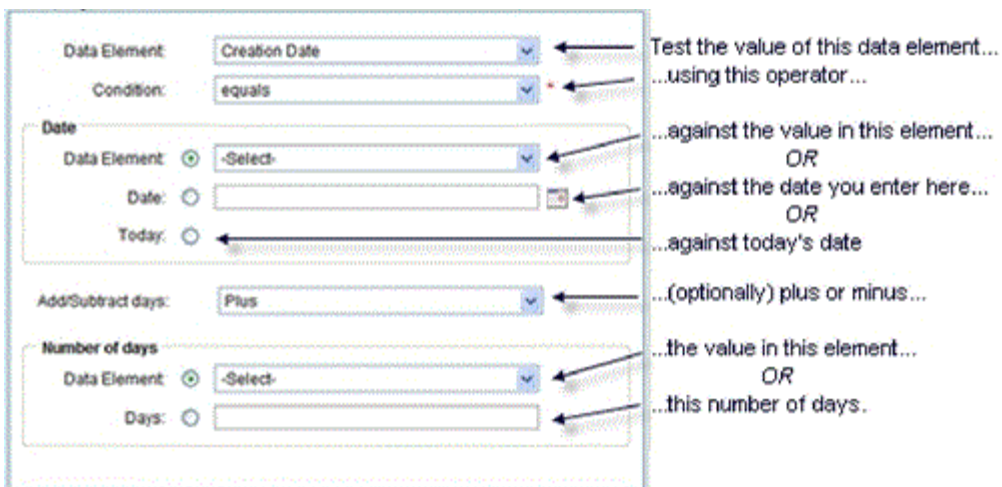 Data Element: Creation Date Test the value of this data element...
Condition: equals * ...using this operator...
Date
Data Element: -Select- ...against the value in this element...
OR
Date: ...against the date you enter here...
OR
Today: ...against today's date
Add/Subtract days: Plus ...(optionally) plus or minus...
Number of days ...the value in this element...
Data Element: -Select- OR
Days: ...this number of days.